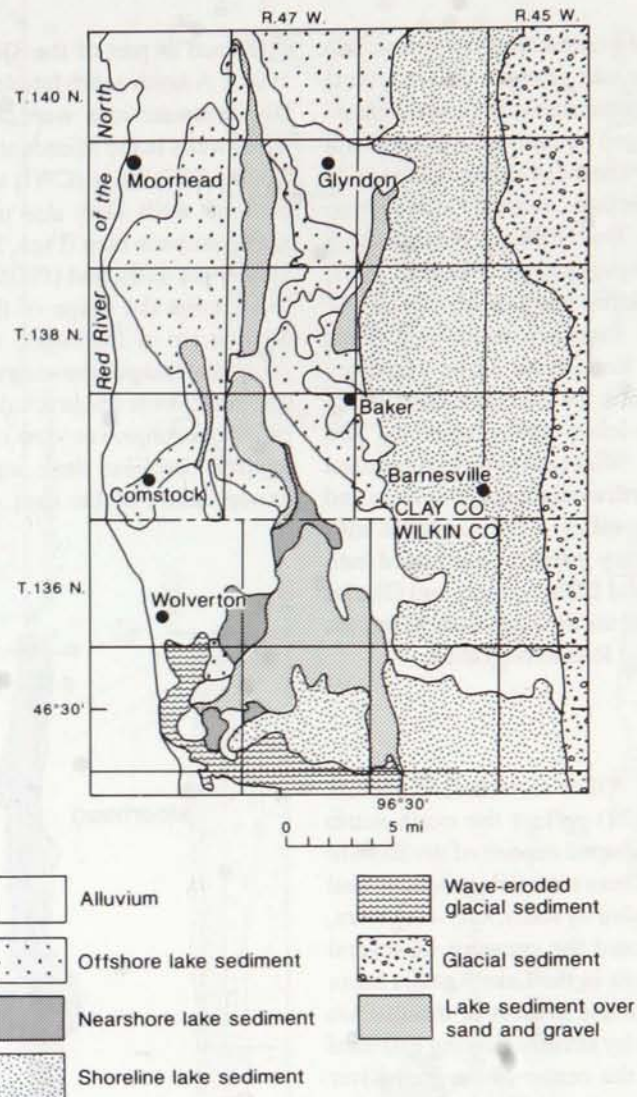 R.47 W. R.45 W.
T.140 N.
Red River of the North
Moorhead
Glyndon
T.138 N.
Baker
Barnesville
Comstock
CLAY CO
WILKIN CO
T.136 N.
Wolverton
46°30'
96°30'
0 5 mi
Alluvium
Wave-eroded
glacial sediment
Offshore lake sediment
Glacial sediment
Nearshore lake sediment
Lake sediment over
sand and gravel
Shoreline lake sediment